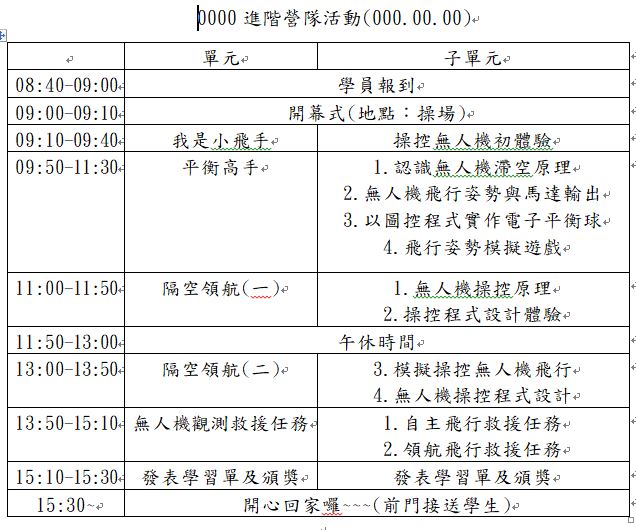 0000 進階營隊活動(000.00.00)
單元 子單元
08:40-09:00 學員報到
09:00-09:10 開幕式(地點：操場)
09:10-09:40 我是小飛手 操控無人機初體驗
09:50-11:30 平衡高手 1.認識無人機滯空原理
2.無人機飛行姿勢與馬達輸出
3.以圖控程式實作電子平衡球
4.飛行姿勢模擬遊戲
11:00-11:50 隔空領航(一) 1.無人機操控原理
2.操控程式設計體驗
11:50-13:00 午休時間
13:00-13:50 隔空領航(二) 3.模擬操控無人機飛行
4.無人機操控程式設計
13:50-15:10 無人機觀測救援任務 1.自主飛行救援任務
2.領航飛行救援任務
15:10-15:30 發表學習單及頒獎 發表學習單及頒獎
15:30~ 開心回家囉~~~(前門接送學生)